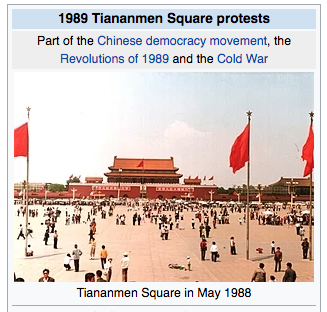 1989 Tiananmen Square protests
Part of the Chinese democracy movement, the
Revolutions of 1989 and the Cold War
Tiananmen Square in May 1988